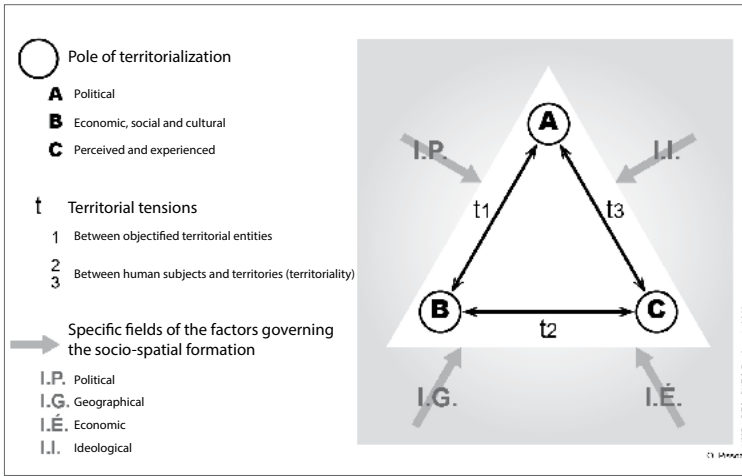 Pole of territorialization
A Political
B Economic, social and cultural
C Perceived and experienced
t Territorial tensions
1 Between objectified territorial entities
2
3 Between human subjects and territories (territoriality)
Specific fields of the factors governing
the socio-spatial formation
I.P. Political
I.G. Geographical
I.É. Economic
I.I. Ideological
A
I.P.
I.I.
t1
t3
B
C
t2
I.G.
I.É.